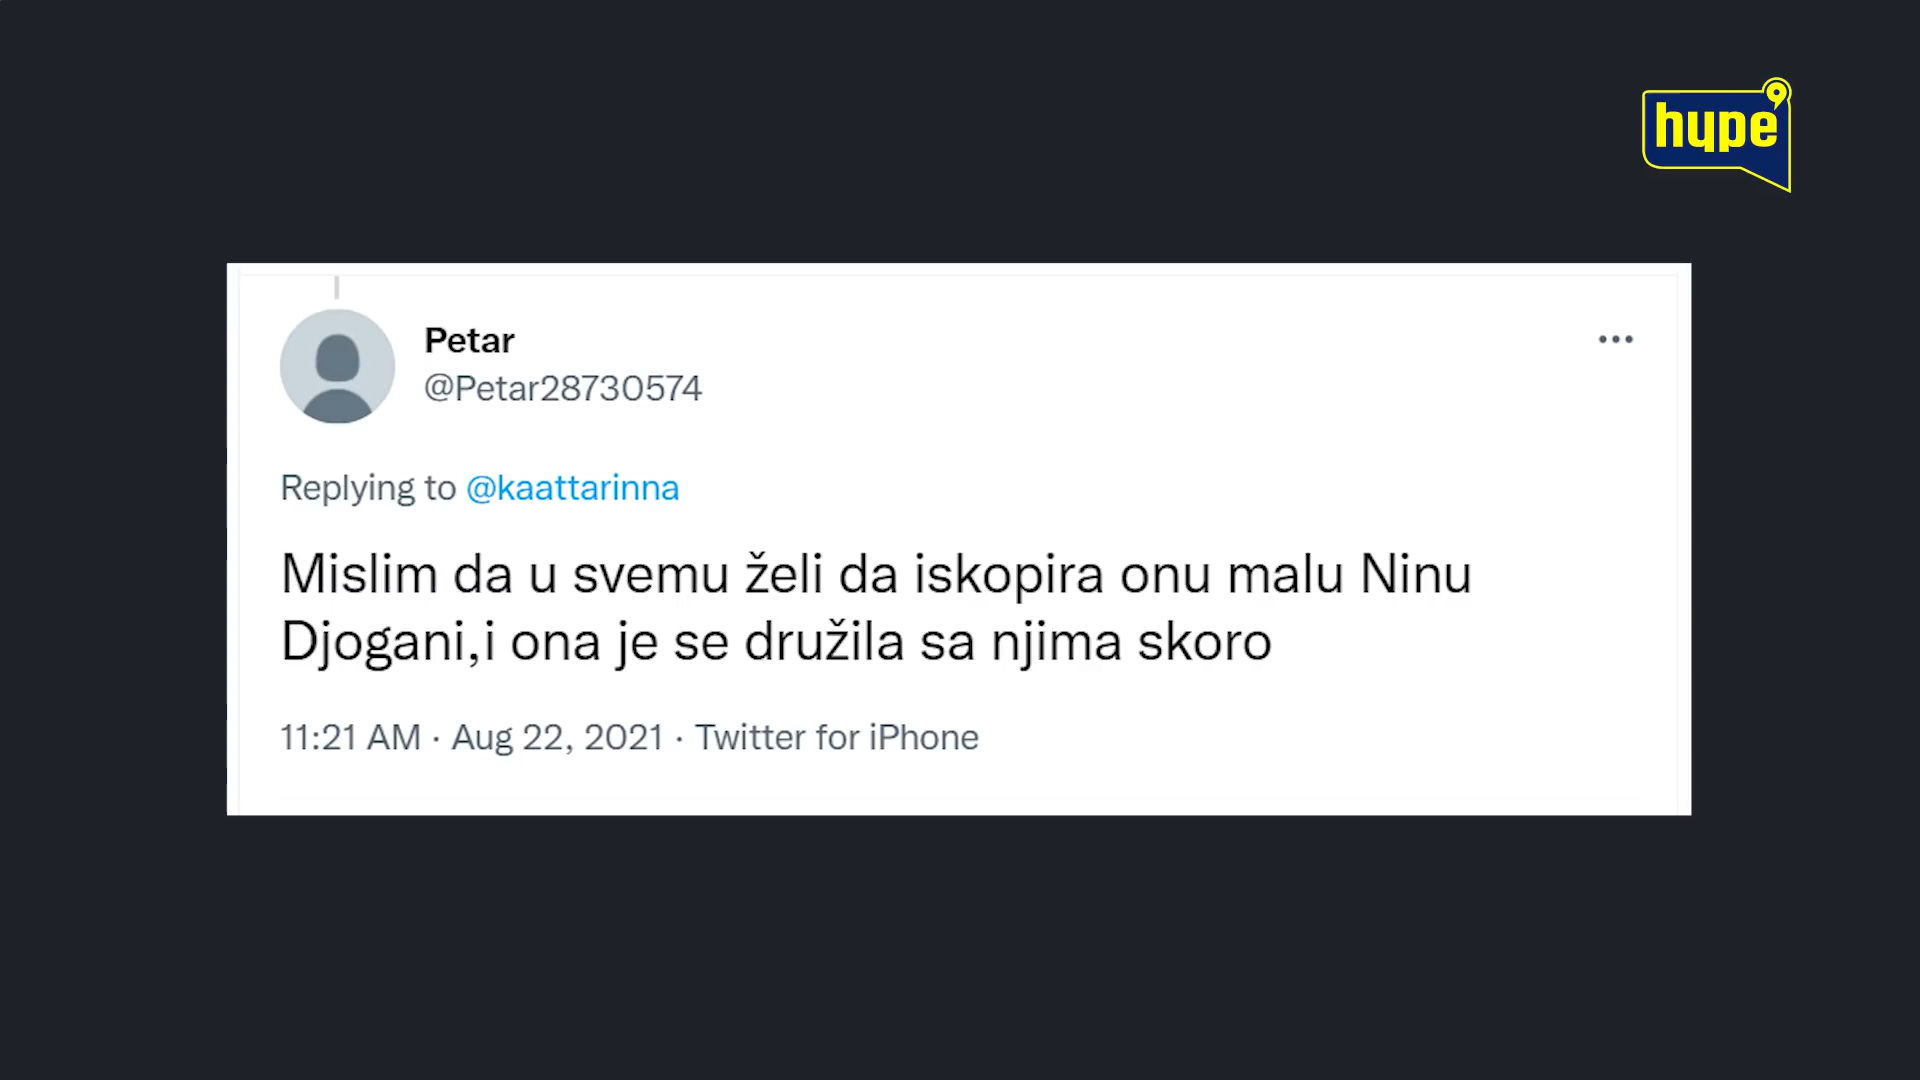 hype
Petar
@Petar28730574
Replying to @kaattarinna
Mislim da u svemu želi da iskopira onu malu Ninu
Djogani,i ona je se družila sa njima skoro
11:21 AM · Aug 22, 2021 · Twitter for iPhone